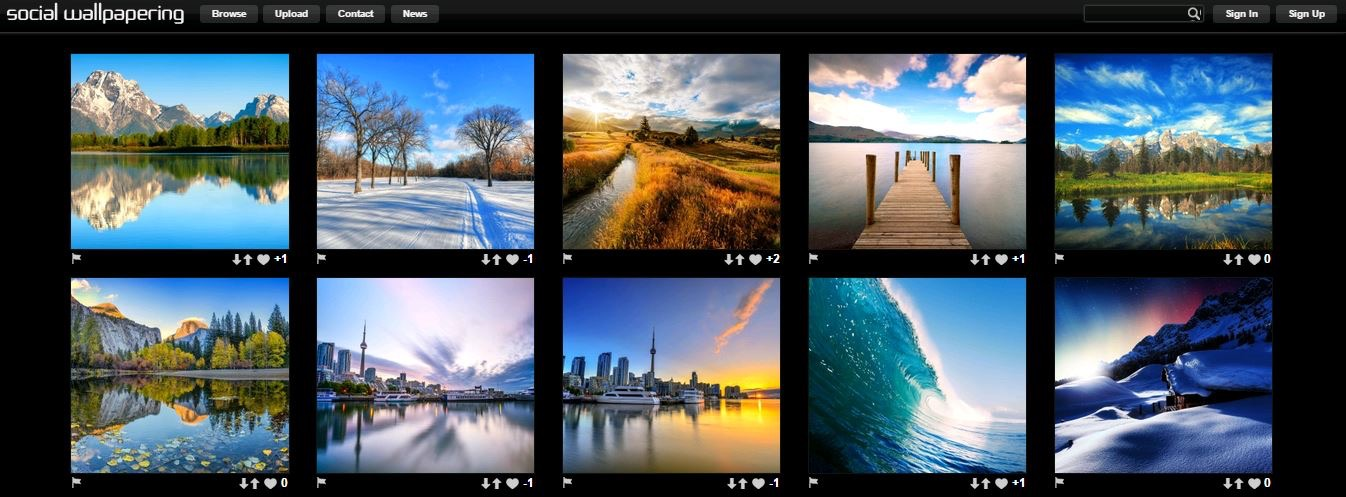 social wallpapering Browse Upload Contact News Sign In Sign Up
+1 -1 +2 +1 0
0 -1 -1 +1 0